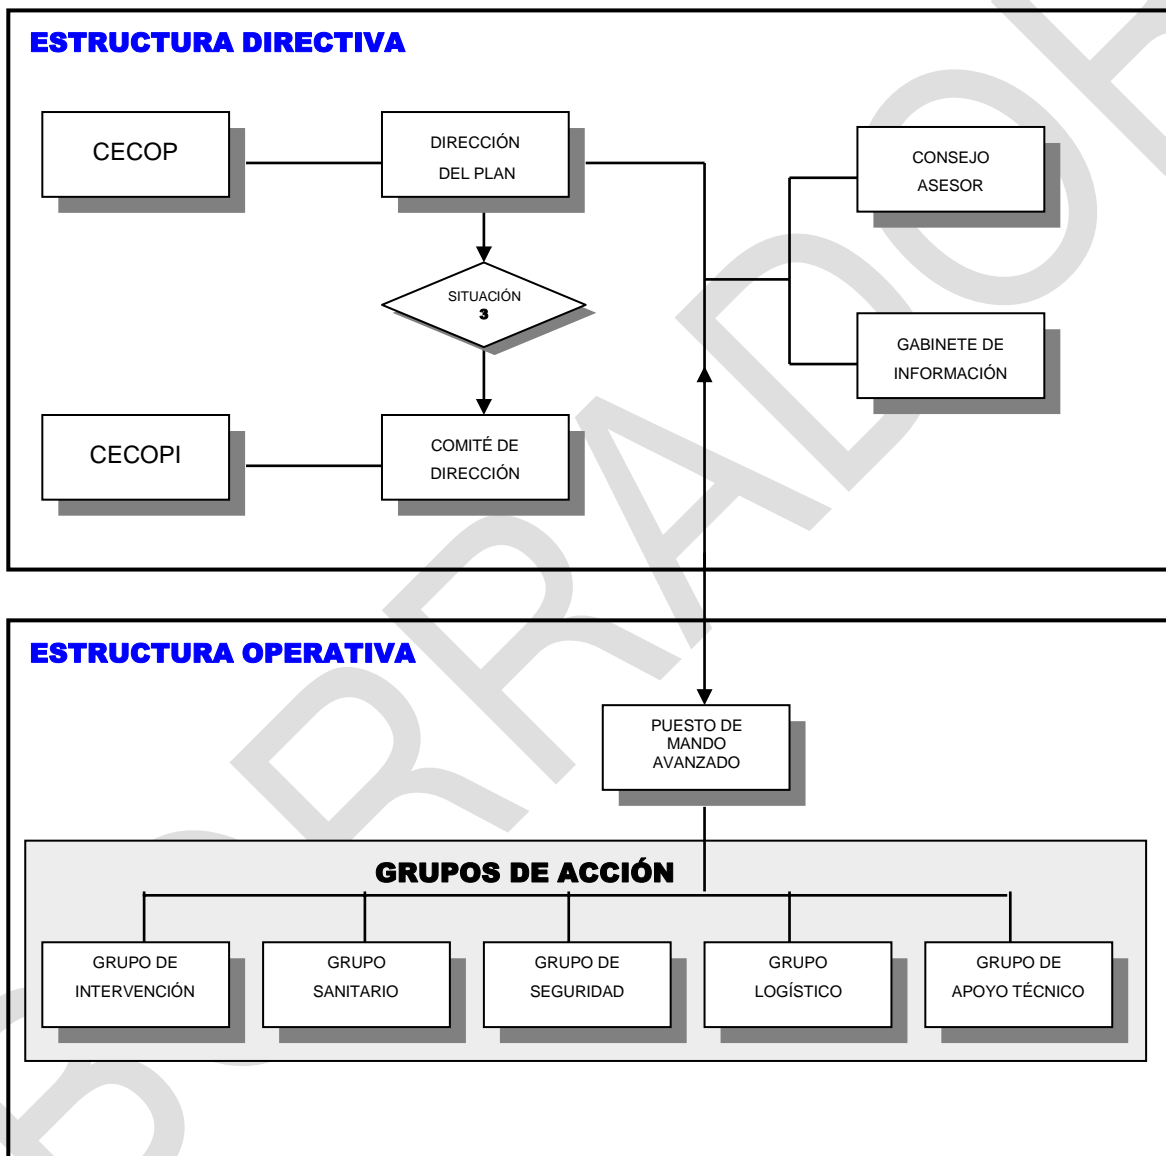 ESTRUCTURA DIRECTIVA
CECOP
DIRECCIÓN
DEL PLAN
CONSEJO
ASESOR
SITUACIÓN
3
GABINETE DE
INFORMACIÓN
CECOPI
COMITÉ DE
DIRECCIÓN
ESTRUCTURA OPERATIVA
PUESTO DE
MANDO
AVANZADO
GRUPOS DE ACCIÓN
GRUPO DE
INTERVENCIÓN
GRUPO
SANITARIO
GRUPO DE
SEGURIDAD
GRUPO
LOGÍSTICO
GRUPO DE
APOYO TÉCNICO
BORRADOR